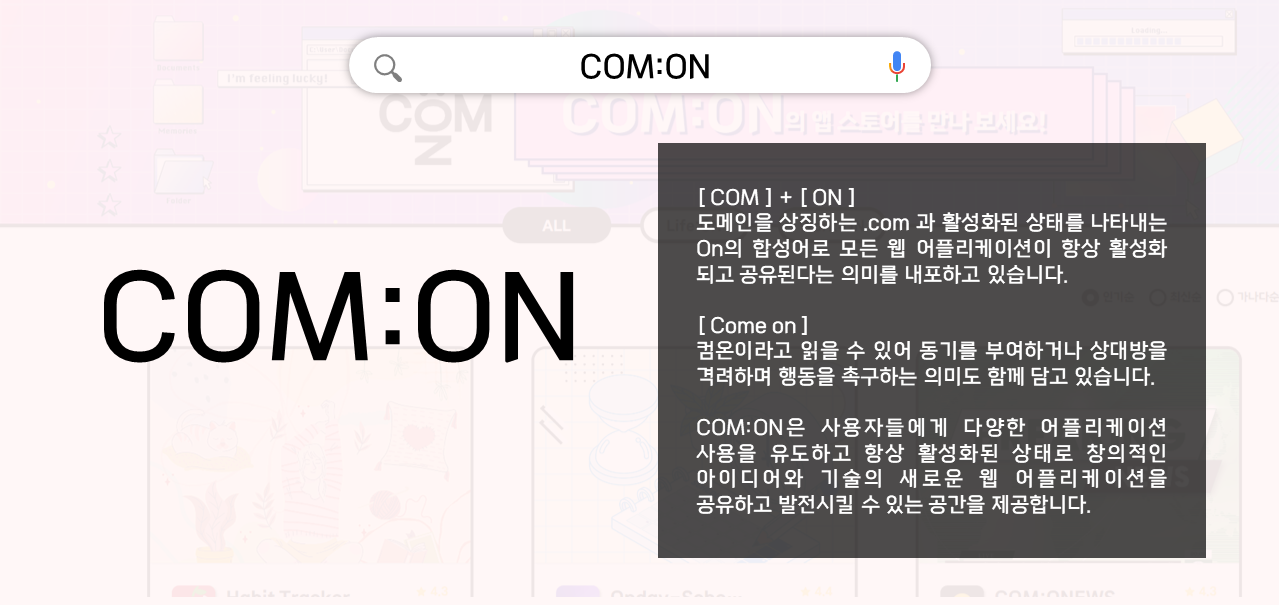 COM:ON
I'm feeling lucky!
Loading...
COM
ON
COM:ON의 앱 스토어를 만나 보세요!
Memories
Folder
ALL
[ COM ] + [ ON ]
도메인을 상징하는 .com 과 활성화된 상태를 나타내는
On의 합성어로 모든 웹 어플리케이션이 항상 활성화
되고 공유된다는 의미를 내포하고 있습니다.
COM:ON
[ Come on ]
컴온이라고 읽을 수 있어 동기를 부여하거나 상대방을
격려하며 행동을 촉구하는 의미도 함께 담고 있습니다.
COM:ON은 사용자들에게 다양한 어플리케이션
사용을 유도하고 항상 활성화된 상태로 창의적인
아이디어와 기술의 새로운 웹 어플리케이션을
공유하고 발전시킬 수 있는 공간을 제공합니다.
가나다순
Habit Tracker
COM:ONEWS